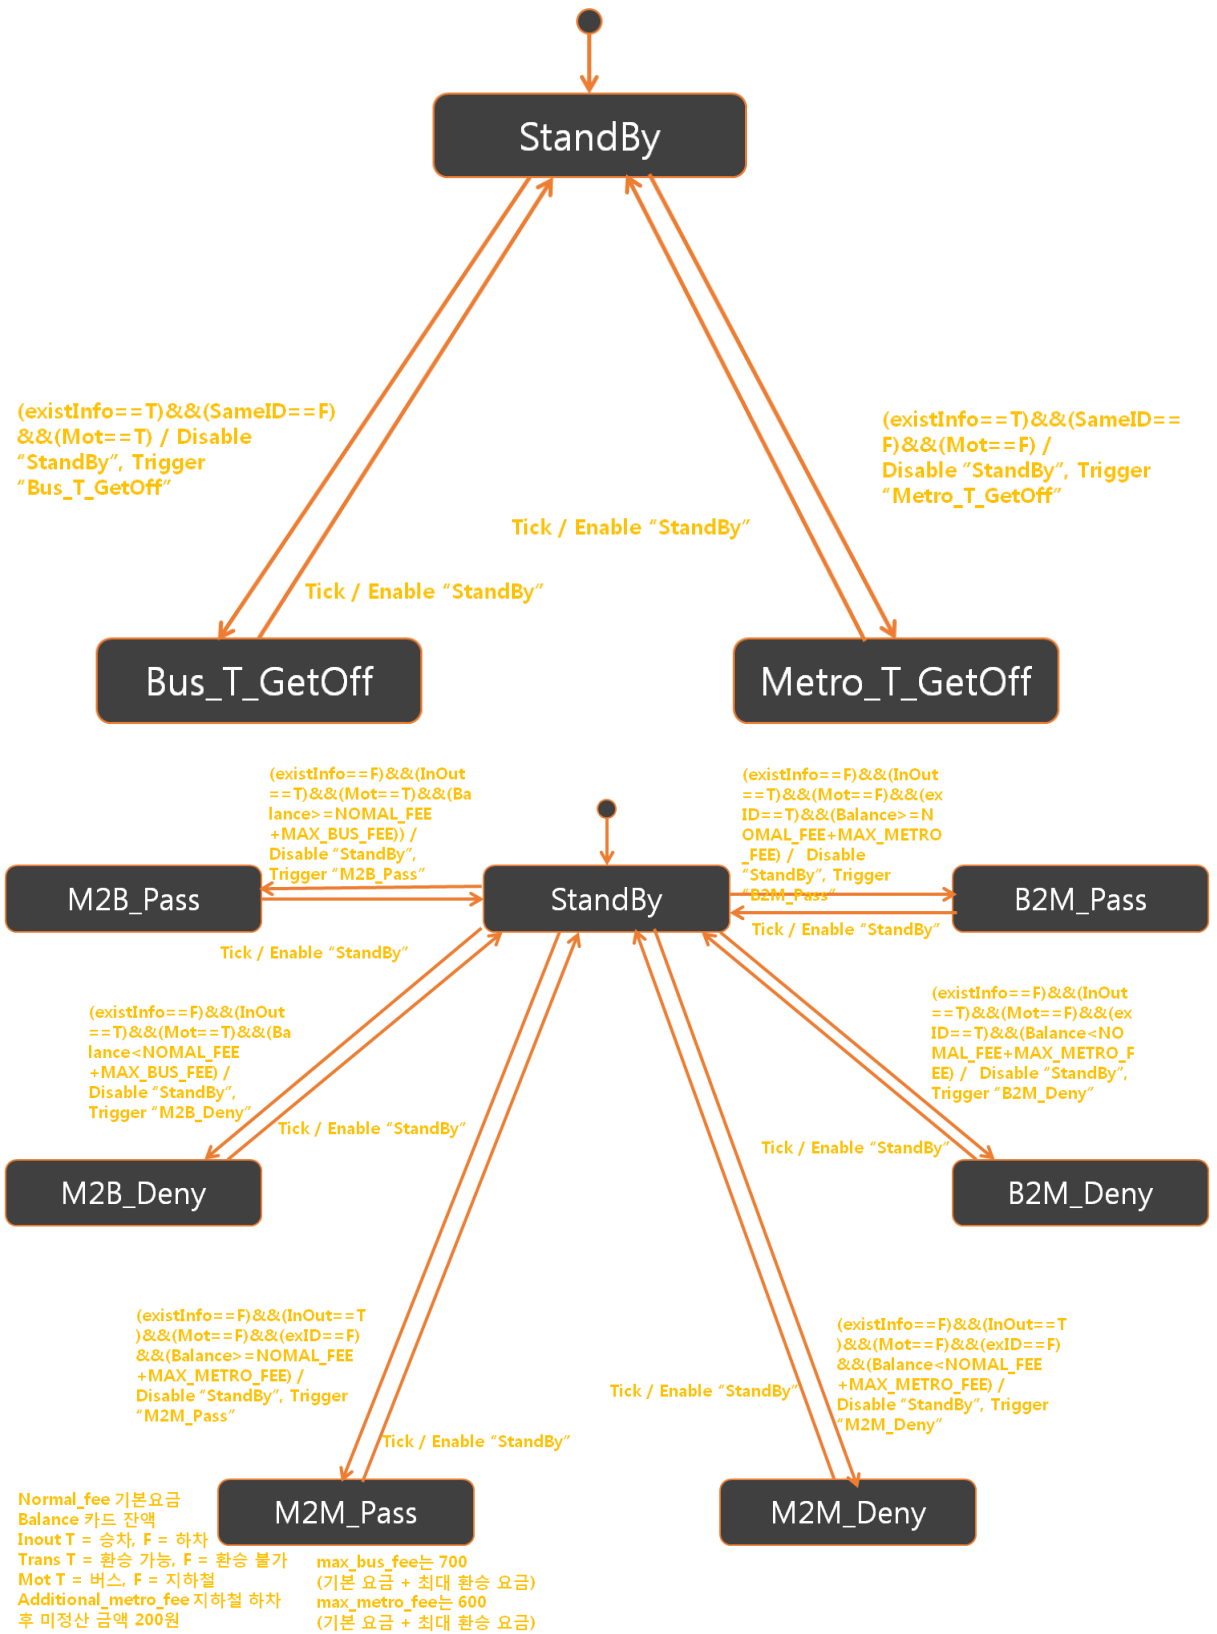 StandBy
(existInfo==T)&&(SameID==F)
&&(Mot==T) / Disable
“StandBy”, Trigger
“Bus_T_GetOff”
(existInfo==T)&&(SameID==
F)&&(Mot==F) /
Disable “StandBy”, Trigger
“Metro_T_GetOff”
Tick / Enable “StandBy”
Tick / Enable “StandBy”
Bus_T_GetOff
Metro_T_GetOff
(existInfo==F)&&(InOut
==T)&&(Mot==T)&&(Ba
lance>=NOMAL_FEE
+MAX_BUS_FEE)) /
Disable “StandBy”,
Trigger “M2B_Pass”
(existInfo==F)&&(InOut
==T)&&(Mot==F)&&(ex
ID==T)&&(Balance>=N
OMAL_FEE+MAX_METRO
_FEE) /   Disable
“StandBy”, Trigger
“B2M_Pass”
M2B_Pass
StandBy
B2M_Pass
Tick / Enable “StandBy”
Tick / Enable “StandBy”
(existInfo==F)&&(InOut
==T)&&(Mot==T)&&(Ba
lance<NOMAL_FEE
+MAX_BUS_FEE) /
Disable “StandBy”,
Trigger “M2B_Deny”
(existInfo==F)&&(InOut
==T)&&(Mot==F)&&(ex
ID==T)&&(Balance<NO
MAL_FEE+MAX_METRO_F
EE) /   Disable “StandBy”,
Trigger “B2M_Deny”
Tick / Enable “StandBy”
Tick / Enable “StandBy”
M2B_Deny
B2M_Deny
(existInfo==F)&&(InOut==T
)&&(Mot==F)&&(exID==F)
&&(Balance>=NOMAL_FEE
+MAX_METRO_FEE) /
Disable “StandBy”, Trigger
“M2M_Pass”
(existInfo==F)&&(InOut==T
)&&(Mot==F)&&(exID==F)
&&(Balance<NOMAL_FEE
+MAX_METRO_FEE) /
Disable “StandBy”, Trigger
“M2M_Deny”
Tick / Enable “StandBy”
Tick / Enable “StandBy”
M2M_Pass
M2M_Deny
Normal_fee 기본요금
Balance 카드 잔액
Inout T = 승차, F = 하차
Trans T = 환승 가능, F = 환승 불가
Mot T = 버스, F = 지하철
Additional_metro_fee 지하철 하차
후 미정산 금액 200원
max_bus_fee는 700
(기본 요금 + 최대 환승 요금)
max_metro_fee는 600
(기본 요금 + 최대 환승 요금)